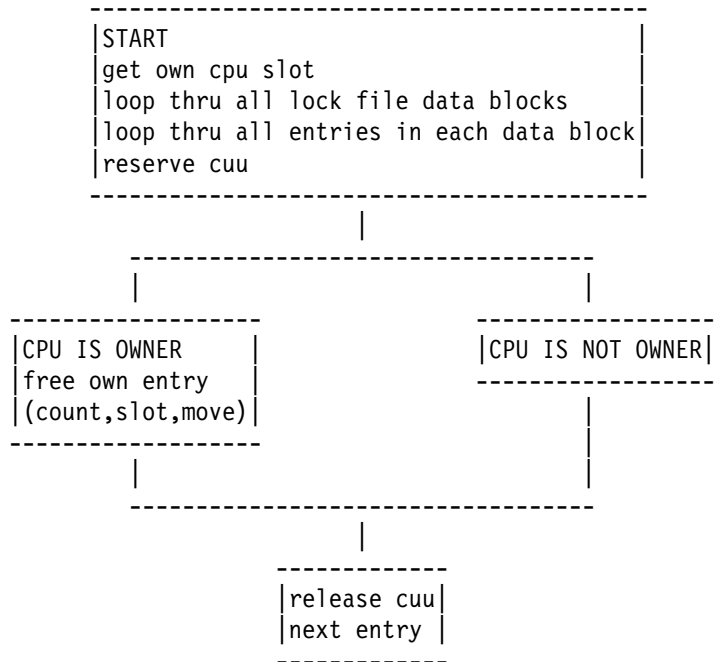 START
get own cpu slot
loop thru all lock file data blocks
loop thru all entries in each data block
reserve cuu
CPU IS OWNER
free own entry
(count,slot,move)
CPU IS NOT OWNER
release cuu
next entry